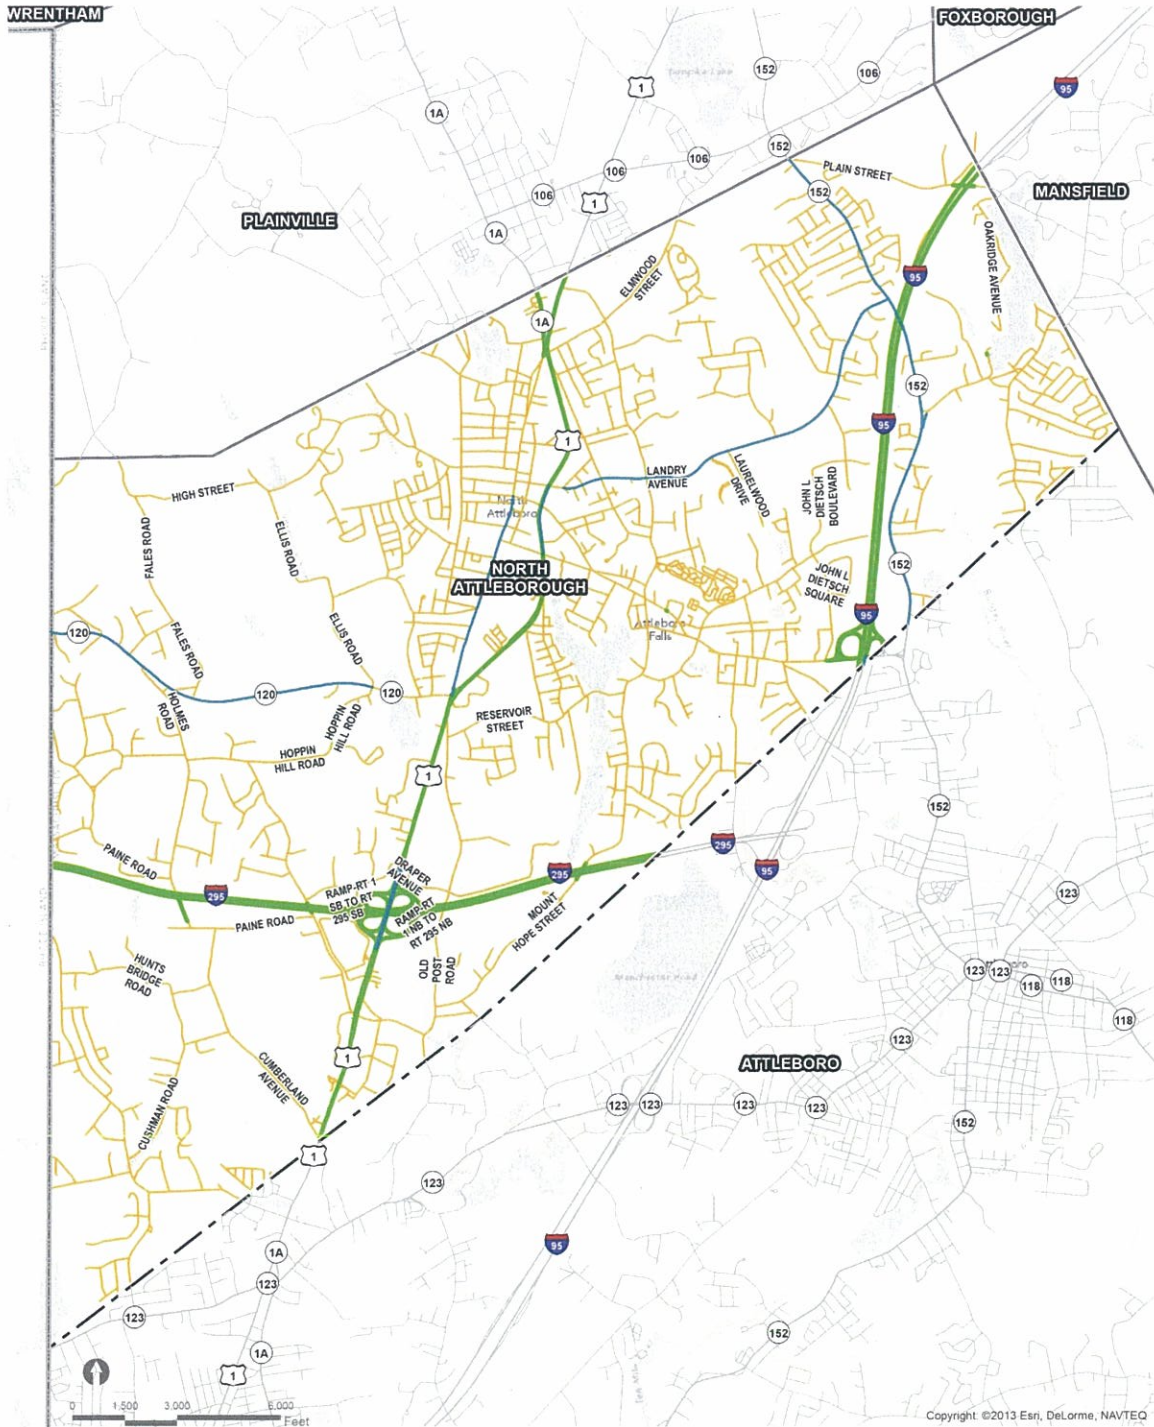 WRENTHAM
FOXBOROUGH
152
106
1
95
1A
152
106
106
1
PLAIN STREET
152
MANSFIELD
106
1
PLAINVILLE
1A
OAKRIDGE AVENUE
ELMWOOD
STREET
95
1A
152
95
1
LANDRY
AVENUE
LAURELWOOD
DRIVE
JOHN L
DIETSCH
BOULEVARD
HIGH STREET
North
Attleboro
FALES ROAD
ELLIS ROAD
NORTH
ATTLEBOROUGH
152
JOHN L
DIETSCH
SQUARE
95
Attleboro
Falls
120
FALES ROAD
ELLIS ROAD
120
120
HOLMES
ROAD
HOPPIN
HILL ROAD
RESERVOIR
STREET
HOPPIN
HILL ROAD
1
152
295
PAINE ROAD
95
295
DRAPER
AVENUE
295
RAMP-RT 1
SB TO RT
295 SB
123
PAINE ROAD
RAMP-RT
1 NB TO
RT 295 NB
MOUNT
HOPE STREET
HUNTS
BRIDGE
ROAD
OLD
POST
ROAD
123
123
118
118
118
123
1
ATTLEBORO
CUMBERLAND
AVENUE
CUSHMAN ROAD
123
123
123
123
152
1
123
95
1A
123
123
152
1A
1
0
1,500
3,000
6,000
Feet
Copyright: ©2013 Esri, DeLorme, NAVTEQ